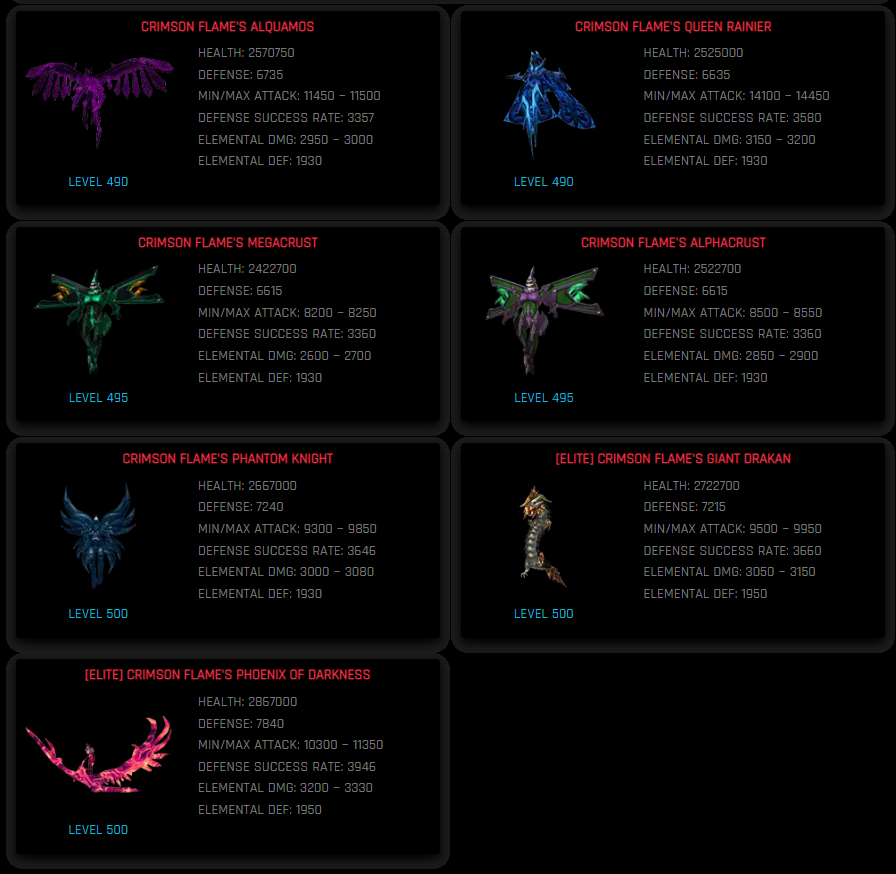 CRIMSON FLAME'S ALQUAMOS
HEALTH: 2570750
DEFENSE: 6735
MIN/MAX ATTACK: 11450 – 11500
DEFENSE SUCCESS RATE: 3357
ELEMENTAL DMG: 2950 – 3000
ELEMENTAL DEF: 1930
LEVEL 490
CRIMSON FLAME'S QUEEN RAINIER
HEALTH: 2525000
DEFENSE: 6635
MIN/MAX ATTACK: 14100 – 14450
DEFENSE SUCCESS RATE: 3580
ELEMENTAL DMG: 3150 – 3200
ELEMENTAL DEF: 1930
LEVEL 490
CRIMSON FLAME'S MEGACRUST
HEALTH: 2422700
DEFENSE: 6615
MIN/MAX ATTACK: 8200 – 8250
DEFENSE SUCCESS RATE: 3360
ELEMENTAL DMG: 2600 – 2700
ELEMENTAL DEF: 1930
LEVEL 495
CRIMSON FLAME'S ALPHACRUST
HEALTH: 2522700
DEFENSE: 6615
MIN/MAX ATTACK: 8500 – 8550
DEFENSE SUCCESS RATE: 3360
ELEMENTAL DMG: 2850 – 2900
ELEMENTAL DEF: 1930
LEVEL 495
CRIMSON FLAME'S PHANTOM KNIGHT
HEALTH: 2667000
DEFENSE: 7240
MIN/MAX ATTACK: 9300 – 9850
DEFENSE SUCCESS RATE: 3646
ELEMENTAL DMG: 3000 – 3080
ELEMENTAL DEF: 1930
LEVEL 500
[ELITE] CRIMSON FLAME'S GIANT DRAKAN
HEALTH: 2722700
DEFENSE: 7215
MIN/MAX ATTACK: 9500 – 9950
DEFENSE SUCCESS RATE: 3660
ELEMENTAL DMG: 3050 – 3150
ELEMENTAL DEF: 1950
LEVEL 500
[ELITE] CRIMSON FLAME'S PHOENIX OF DARKNESS
HEALTH: 2867000
DEFENSE: 7840
MIN/MAX ATTACK: 10300 – 11350
DEFENSE SUCCESS RATE: 3946
ELEMENTAL DMG: 3200 – 3330
ELEMENTAL DEF: 1950
LEVEL 500